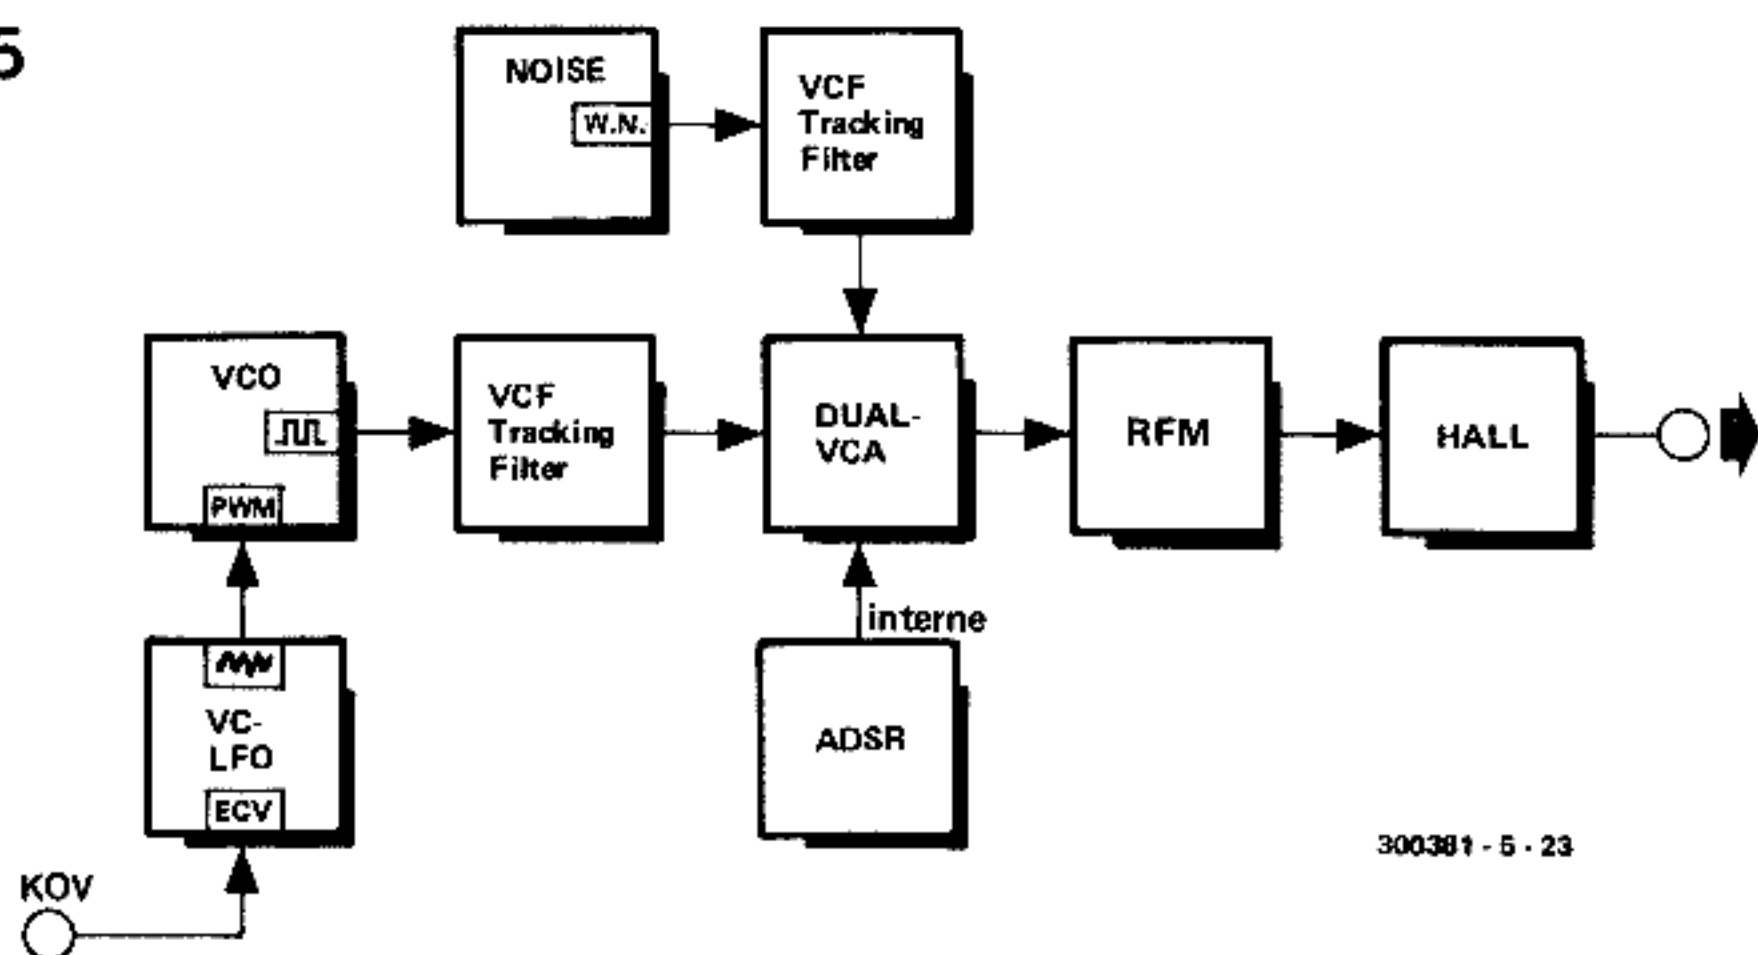 5
NOISE
W.N.
VCF
Tracking
Filter
VCO
PWM
VCF
Tracking
Filter
DUAL-
VCA
RFM
HALL
interne
VC-
LFO
ECV
ADSR
KOV
300381 - 5 - 23